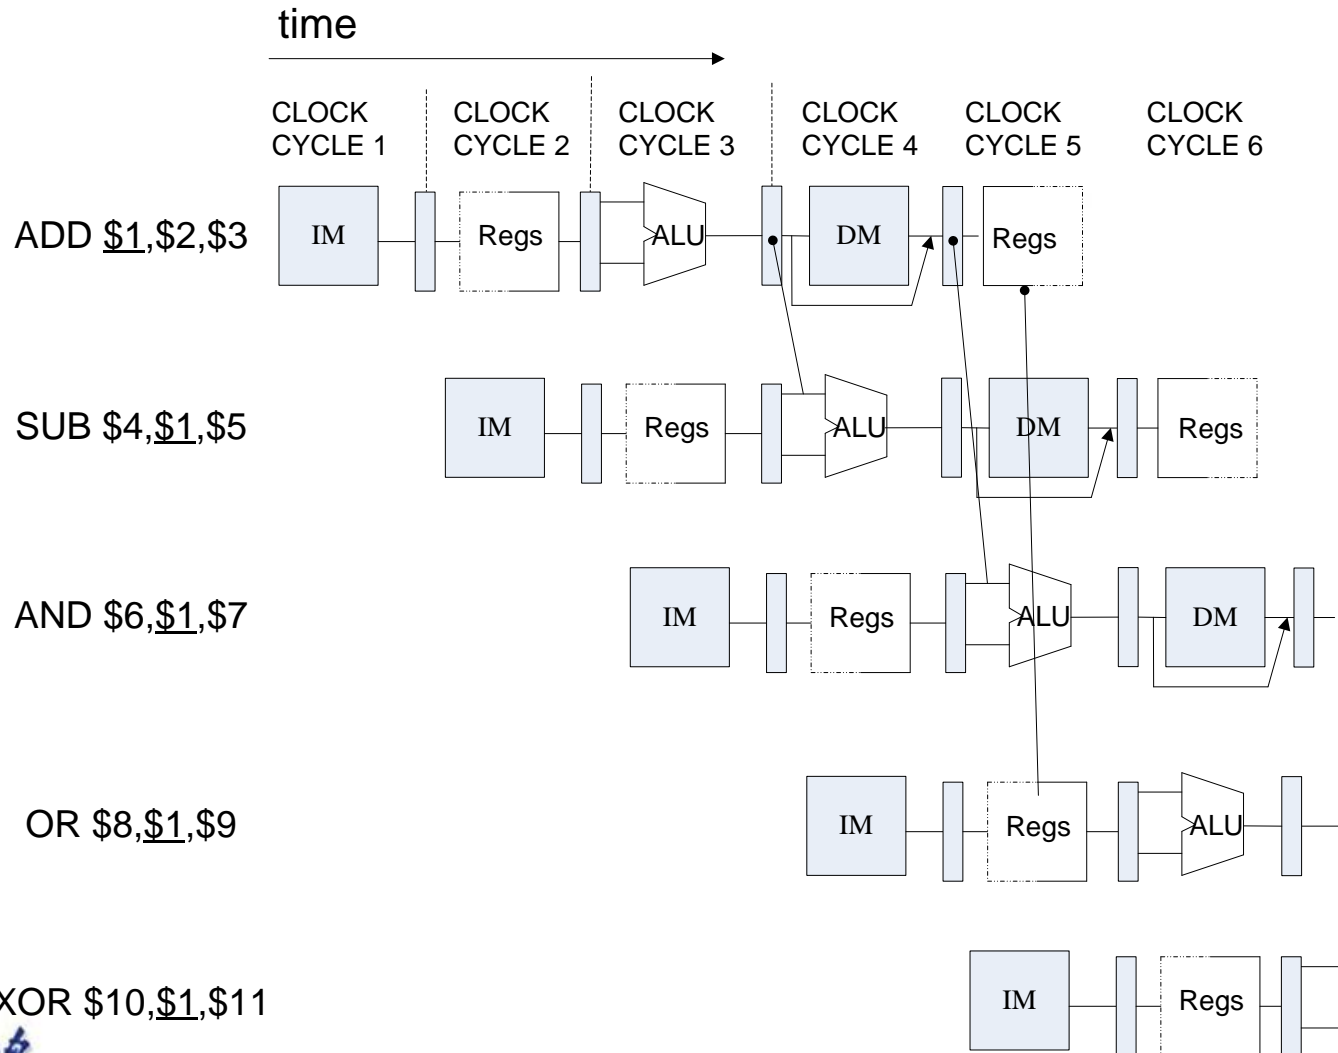 time
CLOCK CYCLE 1
CLOCK CYCLE 2
CLOCK CYCLE 3
CLOCK CYCLE 4
CLOCK CYCLE 5
CLOCK CYCLE 6
ADD $1,$2,$3
IM
Regs
ALU
DM
Regs
SUB $4,$1,$5
IM
Regs
ALU
DM
Regs
AND $6,$1,$7
IM
Regs
ALU
DM
OR $8,$1,$9
IM
Regs
ALU
XOR $10,$1,$11
IM
Regs